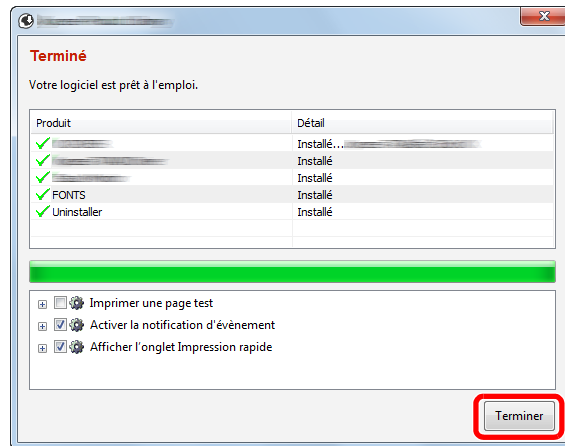 Terminé
Votre logiciel est prêt à l'emploi.
Produit Détail
Installé...
Installé
Installé
FONTS Installé
Uninstaller Installé
Imprimer une page test
Activer la notification d'évènement
Afficher l'onglet Impression rapide
Terminer